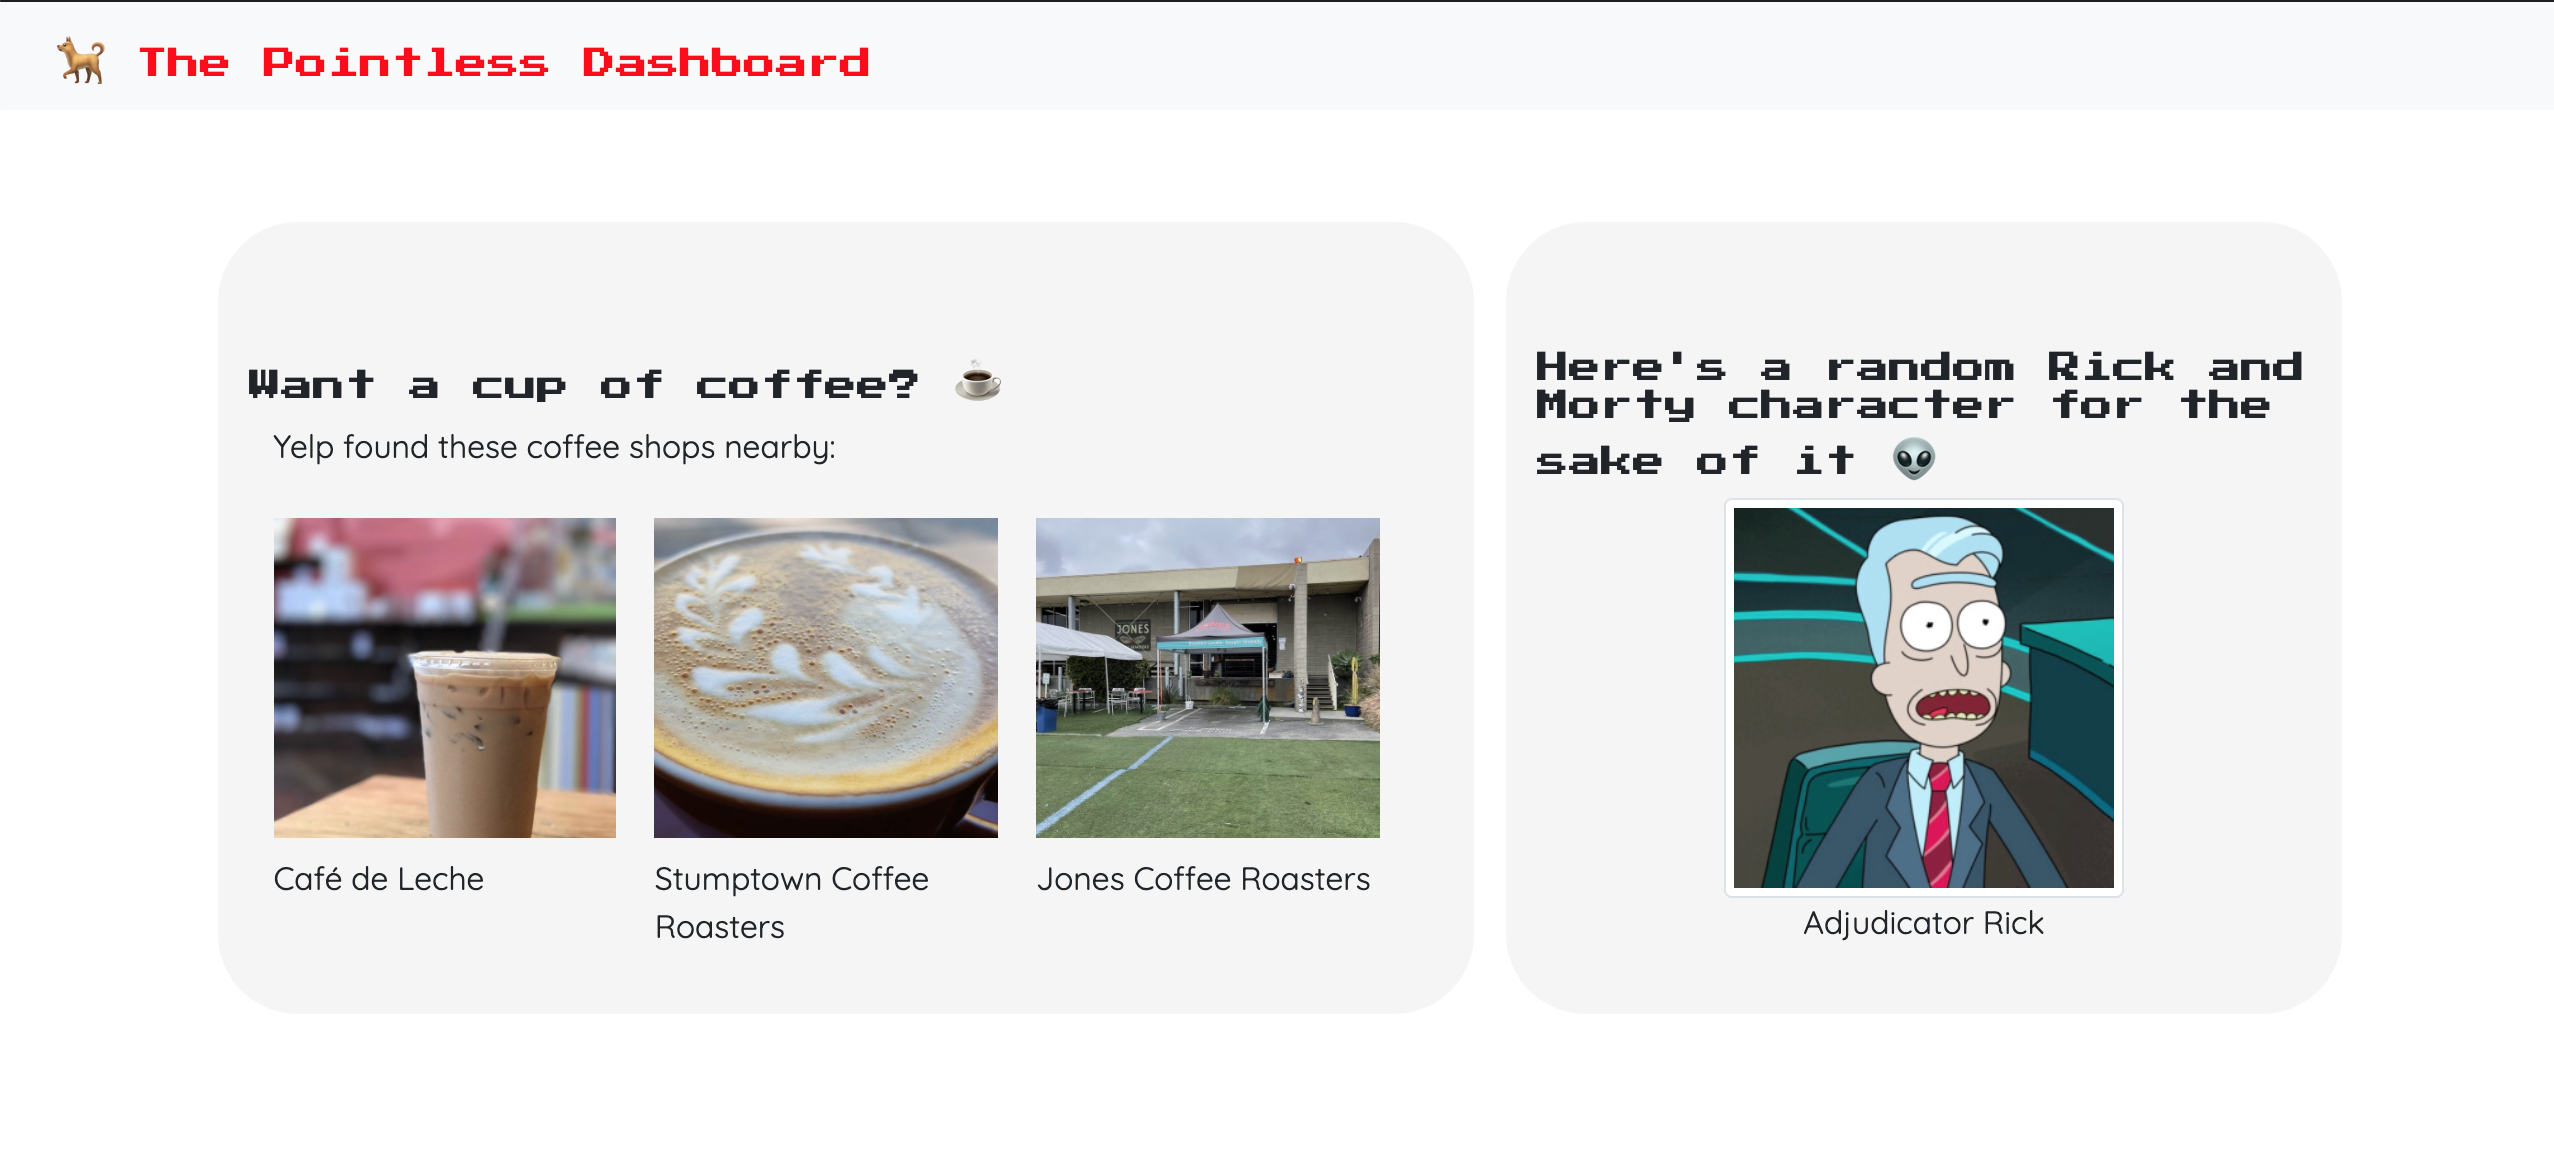 🐕 The Pointless Dashboard
Want a cup of coffee? ☕
Yelp found these coffee shops nearby:
JONES
Café de Leche
Stumptown Coffee
Roasters
Jones Coffee Roasters
Here's a random Rick and
Morty character for the
sake of it 👽
Adjudicator Rick